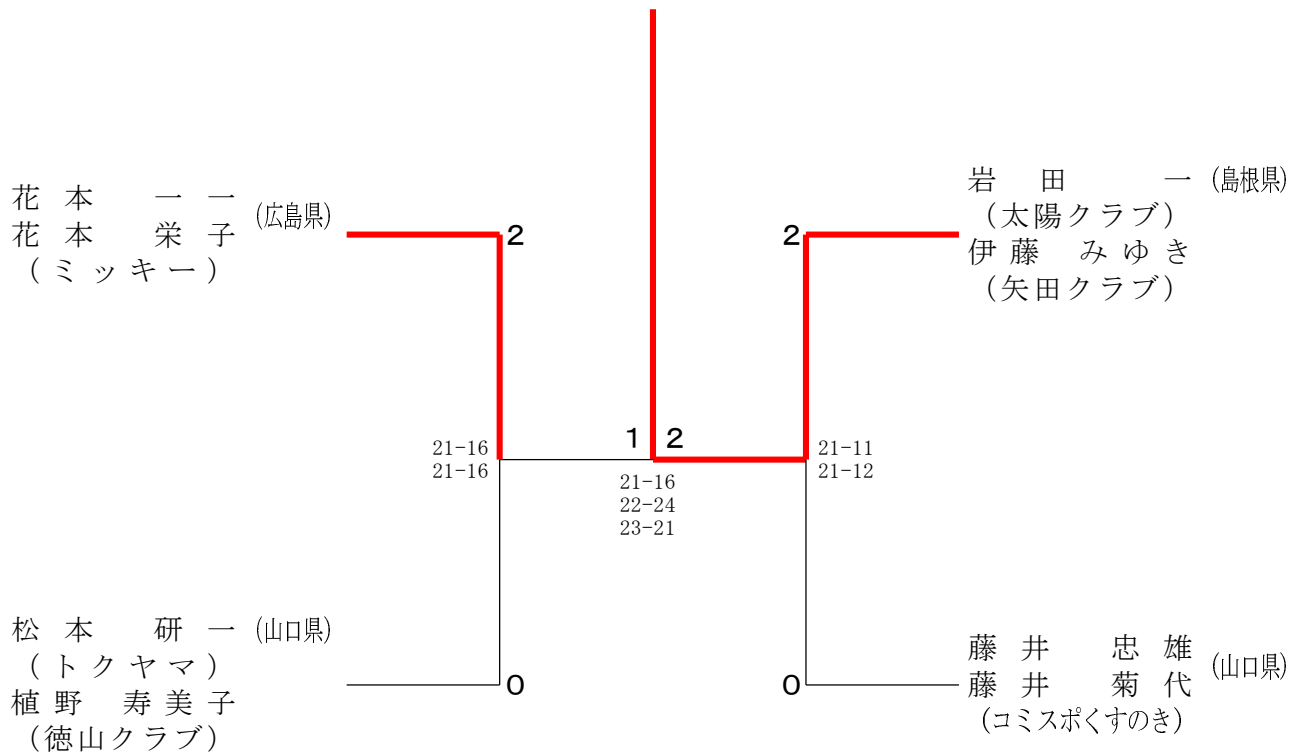 花本 一一 (広島県)
花本 栄子
(ミッキー)
2
松本 研一 (山口県)
(トクヤマ)
植野 寿美子
(徳山クラブ)
0
21-16
21-16
1 2
21-16
22-24
23-21
岩田 一 (島根県)
(太陽クラブ)
伊藤 みゆき
(矢田クラブ)
2
21-11
21-12
藤井 忠雄 (山口県)
藤井 菊代
(コミスポくすのき)
0